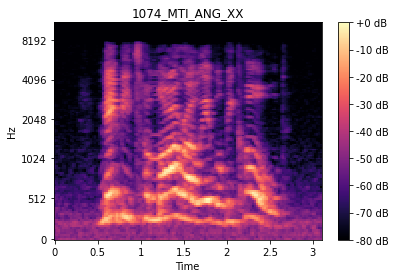 1074_MTI_ANG_XX
Hz
8192
4096
2048
1024
512
0
0 0.5 1 1.5 2 2.5 3
Time
+0 dB
-10 dB
-20 dB
-30 dB
-40 dB
-50 dB
-60 dB
-70 dB
-80 dB